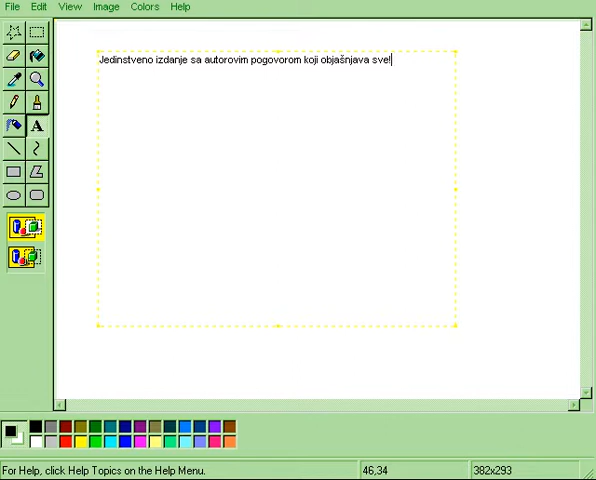 File Edit View Image Colors Help
Jedinstveno izdanje sa autorovim pogovorom koji objašnjava sve!
A
For Help, click Help Topics on the Help Menu. 46,34 382x293